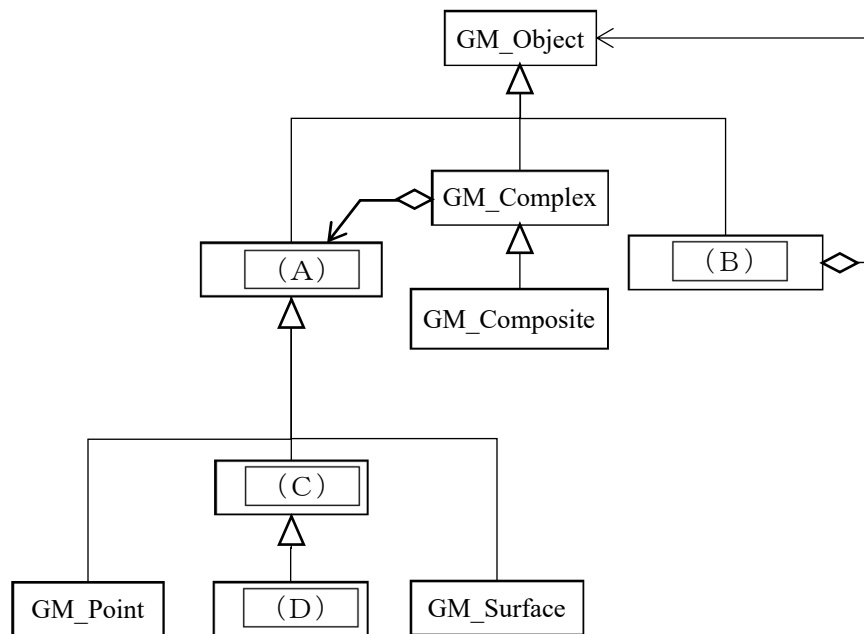 GM_Object
GM_Complex
（A）
（B）
GM_Composite
（C）
GM_Point
（D）
GM_Surface